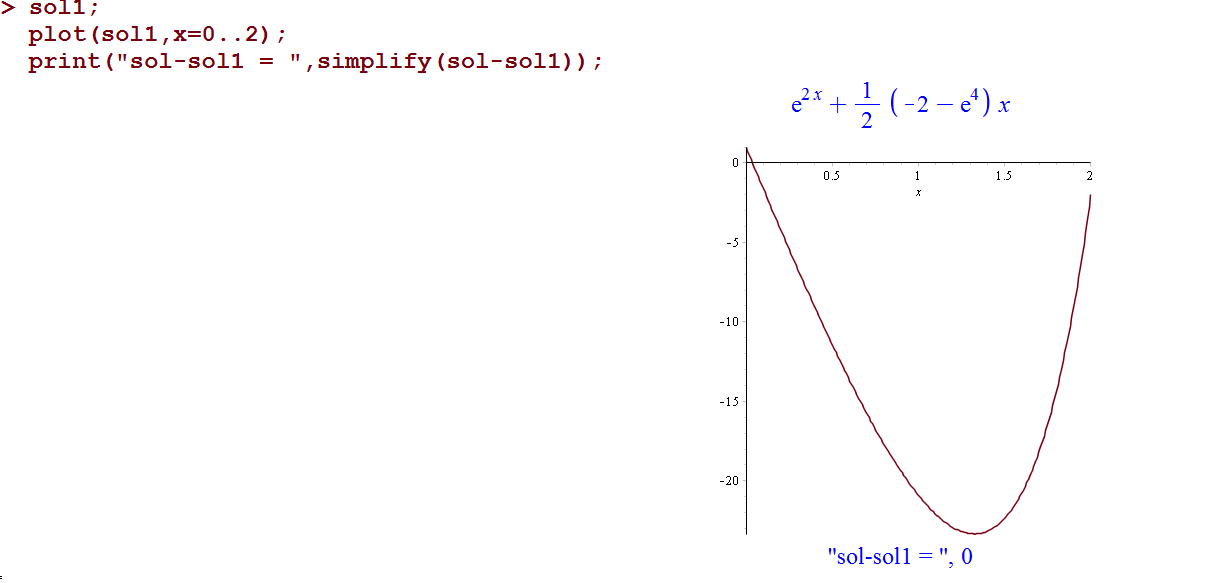 > sol1;
plot(sol1,x=0..2);
print("sol-sol1 = ",simplify(sol-sol1));
e^{2x} + \frac{1}{2} (-2 - e^4) x
0
0.5 1 1.5 2
x
-5
-10
-15
-20
"sol-sol1 = ", 0